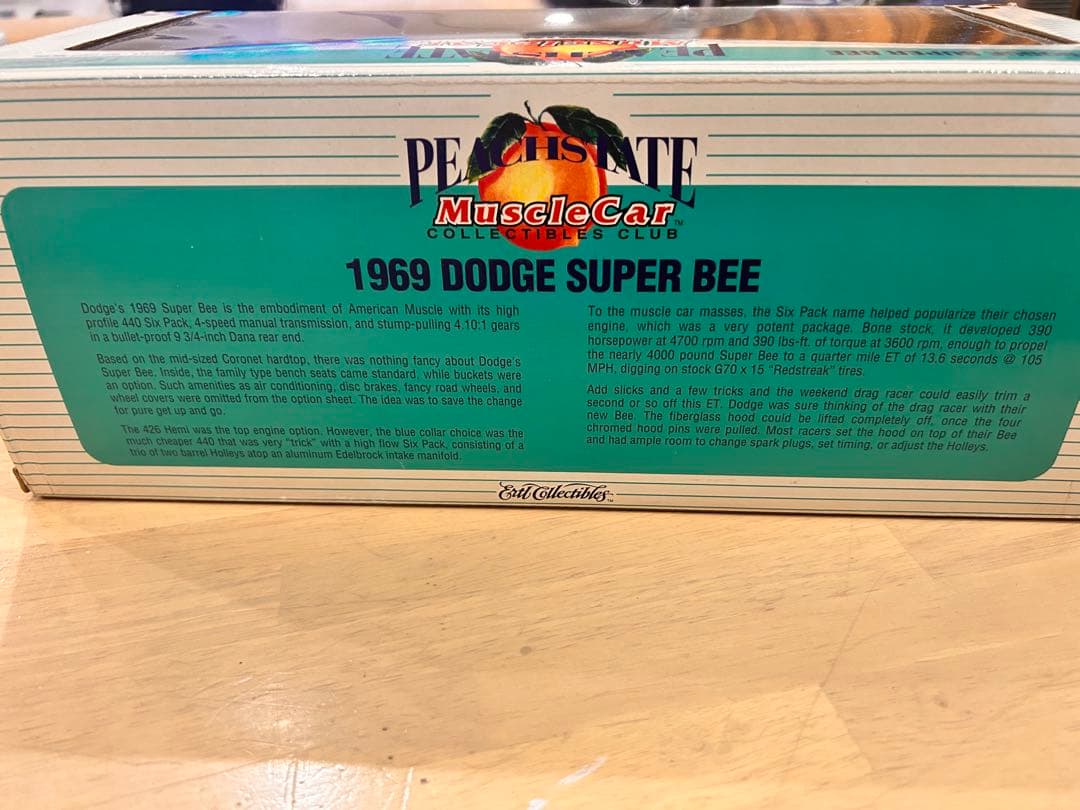 PEACHSTATE
SUPER BEE
PEACHSTATE
MuscleCar™
COLLECTIBLES CLUB
1969 DODGE SUPER BEE
Dodge's 1969 Super Bee is the embodiment of American Muscle with its high
profile 440 Six Pack, 4-speed manual transmission, and stump-pulling 4.10:1 gears
in a bullet-proof 9 3/4-inch Dana rear end.
Based on the mid-sized Coronet hardtop, there was nothing fancy about Dodge's
Super Bee. Inside, the family type bench seats came standard, while buckets were
an option. Such amenities as air conditioning, disc brakes, fancy road wheels, and
wheel covers were omitted from the option sheet. The idea was to save the change
for pure get up and go.
The 426 Hemi was the top engine option. However, the blue collar choice was the
much cheaper 440 that was very "trick" with a high flow Six Pack, consisting of a
trio of two barrel Holleys atop an aluminum Edelbrock intake manifold.
To the muscle car masses, the Six Pack name helped popularize their chosen
engine, which was a very potent package. Bone stock, it developed 390
horsepower at 4700 rpm and 390 lbs-ft. of torque at 3600 rpm, enough to propel
the nearly 4000 pound Super Bee to a quarter mile ET of 13.6 seconds @ 105
MPH, digging on stock G70 x 15 "Redstreak" tires.
Add slicks and a few tricks and the weekend drag racer could easily trim a
second or so off this ET. Dodge was sure thinking of the drag racer with their
new Bee. The fiberglass hood could be lifted completely off, once the four
chromed hood pins were pulled. Most racers set the hood on top of their Bee
and had ample room to change spark plugs, set timing, or adjust the Holleys.
Ertl Collectibles™